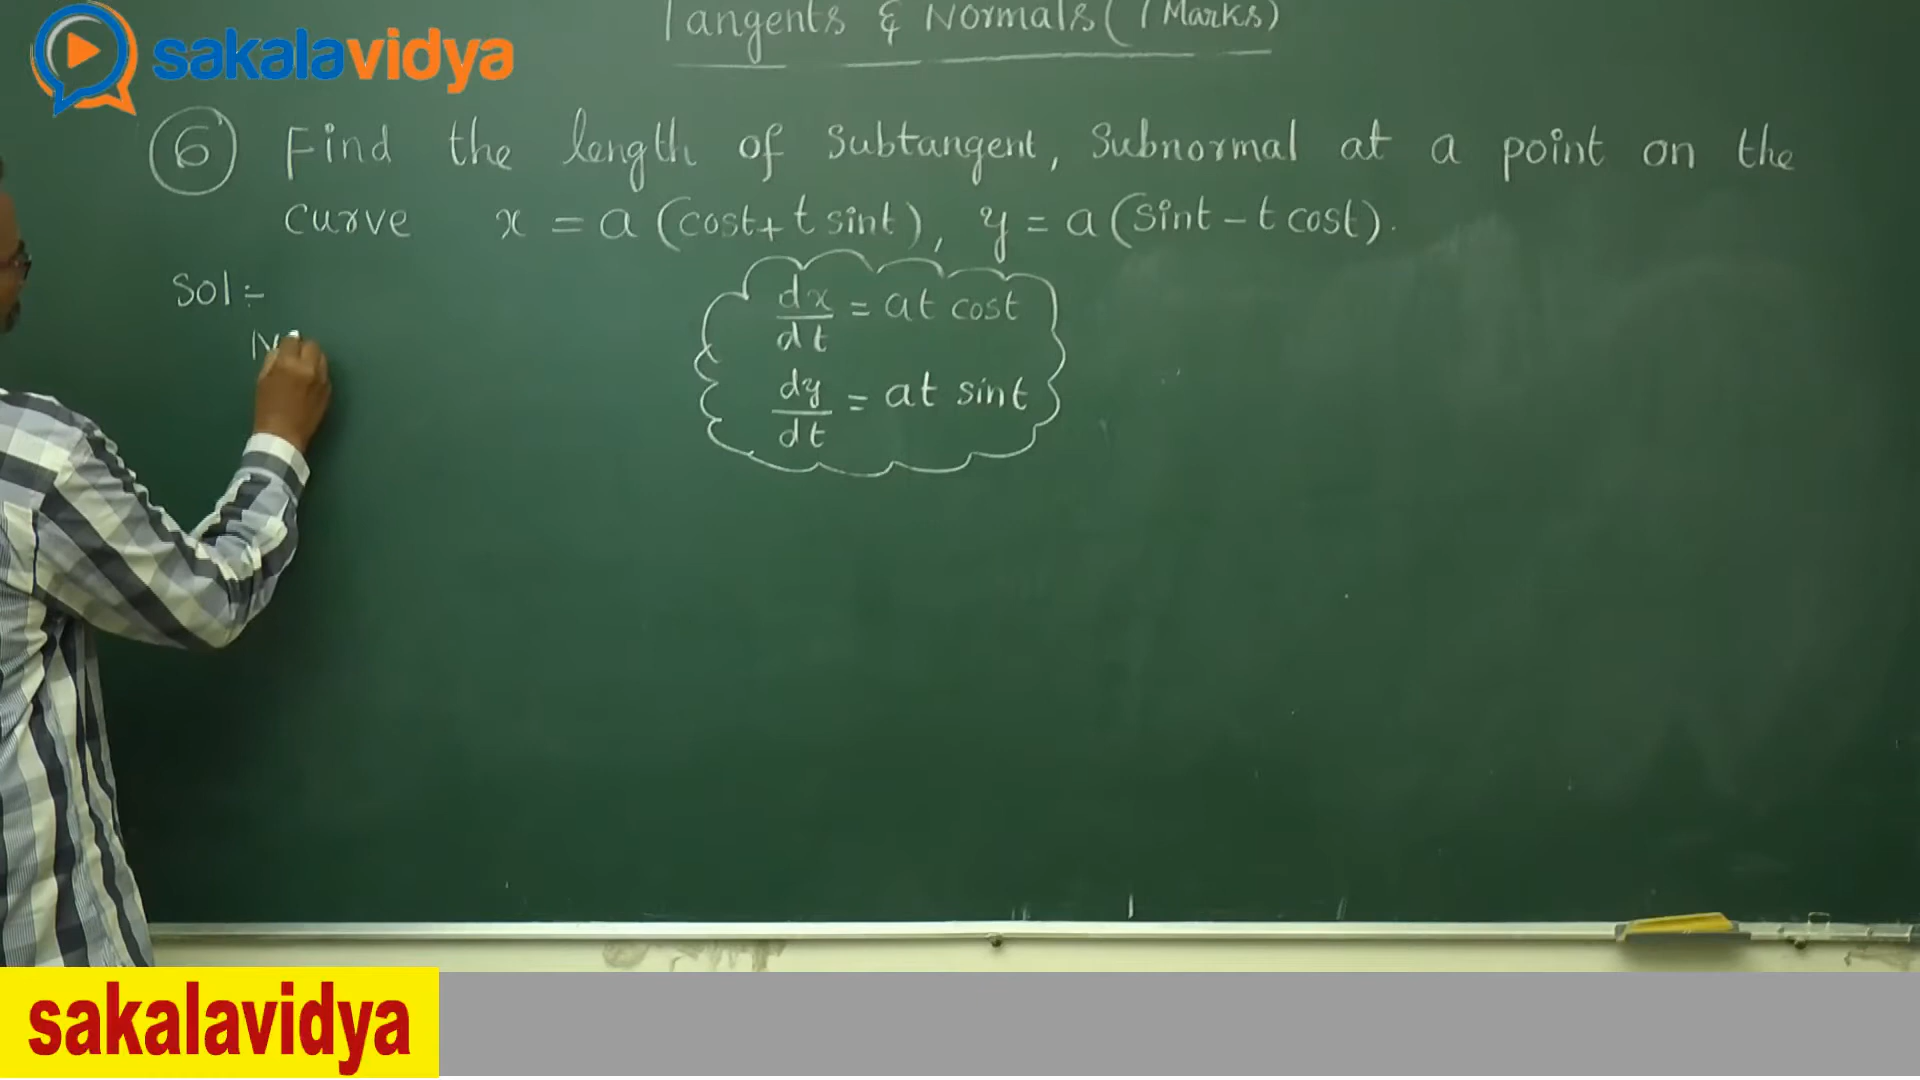 sakalavidya
Tangents & Normals (7 Marks)
6 Find the length of subtangent, subnormal at a point on the
curve x = a (cost + t sint), y = a (sint - t cost).
Sol:-
dx/dt = at cost
dy/dt = at sint
sakalavidya